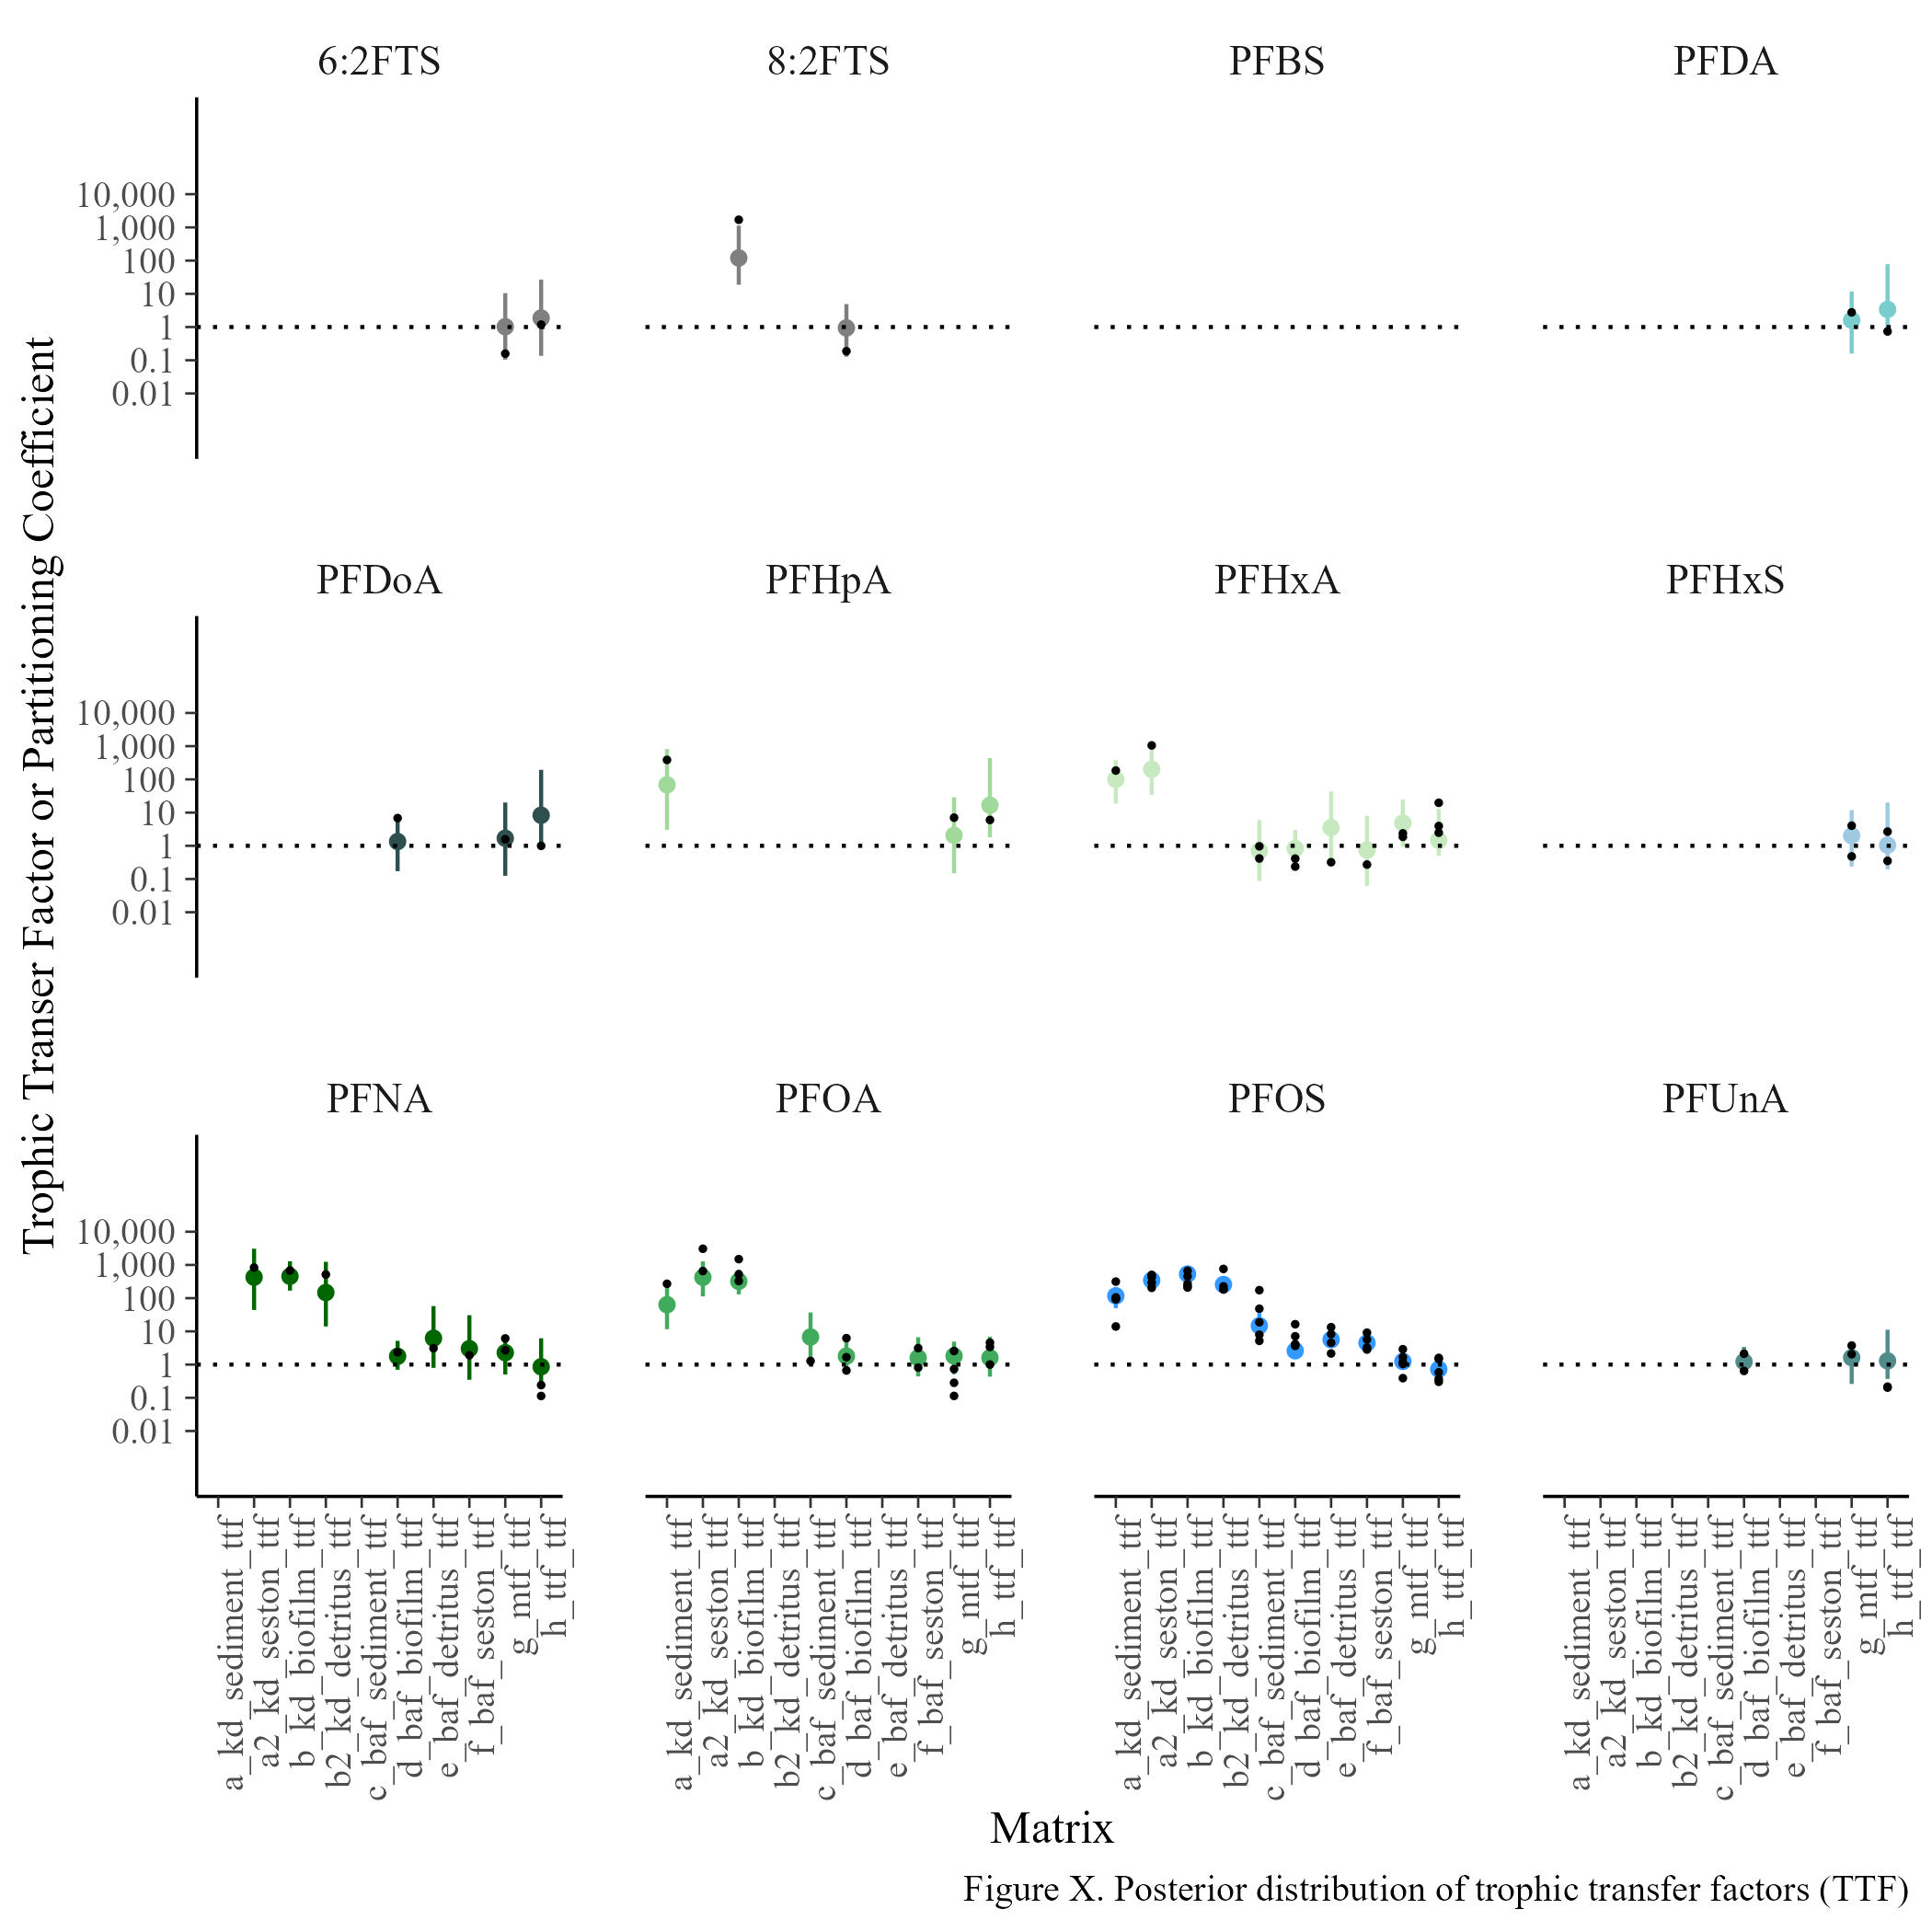 6:2FTS 8:2FTS PFBS PFDA
10,000
1,000
100
10
1
0.1
0.01
Trophic Transer Factor or Partitioning Coefficient
PFDoA PFHpA PFHxA PFHxS
10,000
1,000
100
10
1
0.1
0.01
PFNA PFOA PFOS PFUnA
10,000
1,000
100
10
1
0.1
0.01
a_kd_sediment_ttf
a2_kd_seston_ttf
b_kd_biofilm_ttf
b2_kd_detritus_ttf
c_baf_sediment_ttf
d_baf_biofilm_ttf
e_baf_detritus_ttf
f_baf_seston_ttf
g_mtf_ttf
h_ttf_ttf
a_kd_sediment_ttf
a2_kd_seston_ttf
b_kd_biofilm_ttf
b2_kd_detritus_ttf
c_baf_sediment_ttf
d_baf_biofilm_ttf
e_baf_detritus_ttf
f_baf_seston_ttf
g_mtf_ttf
h_ttf_ttf
a_kd_sediment_ttf
a2_kd_seston_ttf
b_kd_biofilm_ttf
b2_kd_detritus_ttf
c_baf_sediment_ttf
d_baf_biofilm_ttf
e_baf_detritus_ttf
f_baf_seston_ttf
g_mtf_ttf
h_ttf_ttf
a_kd_sediment_ttf
a2_kd_seston_ttf
b_kd_biofilm_ttf
b2_kd_detritus_ttf
c_baf_sediment_ttf
d_baf_biofilm_ttf
e_baf_detritus_ttf
f_baf_seston_ttf
g_mtf_ttf
h_ttf_ttf
Matrix
Figure X. Posterior distribution of trophic transfer factors (TTF)